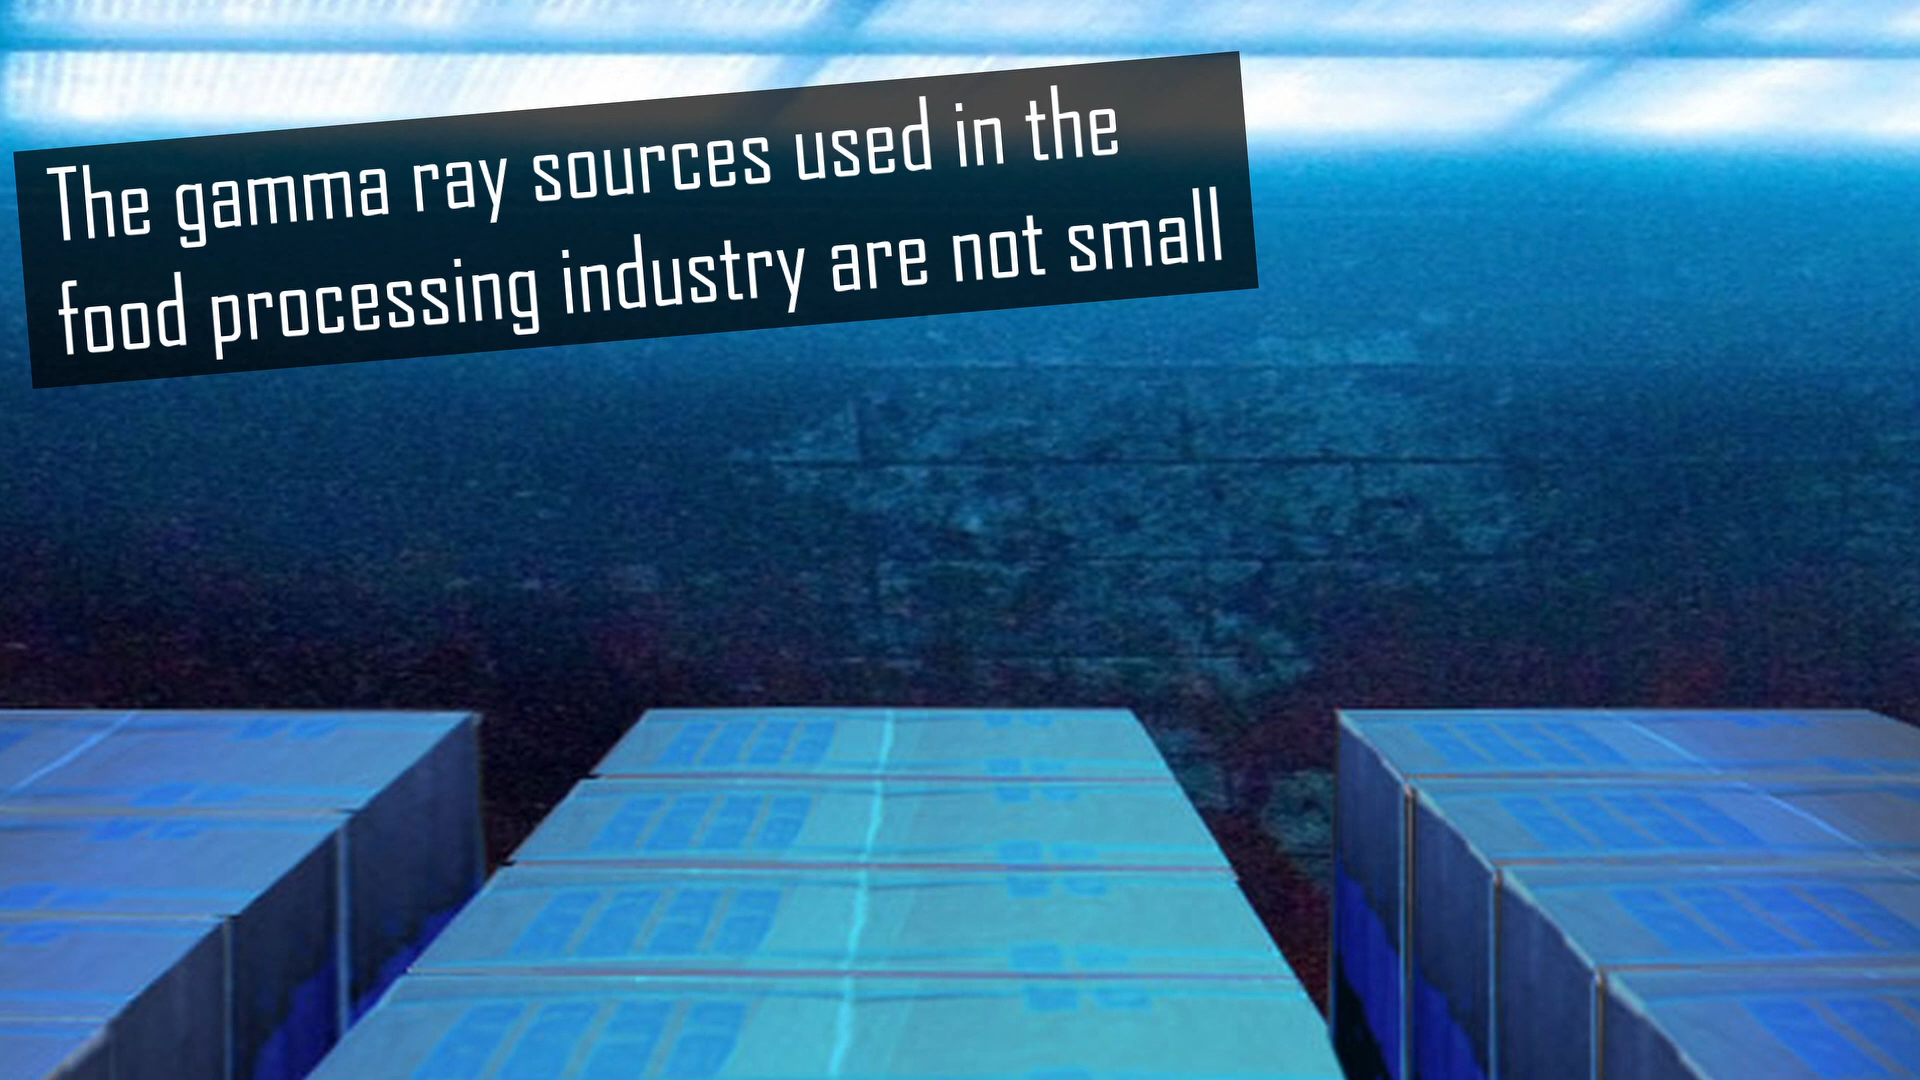 The gamma ray sources used in the
food processing industry are not small